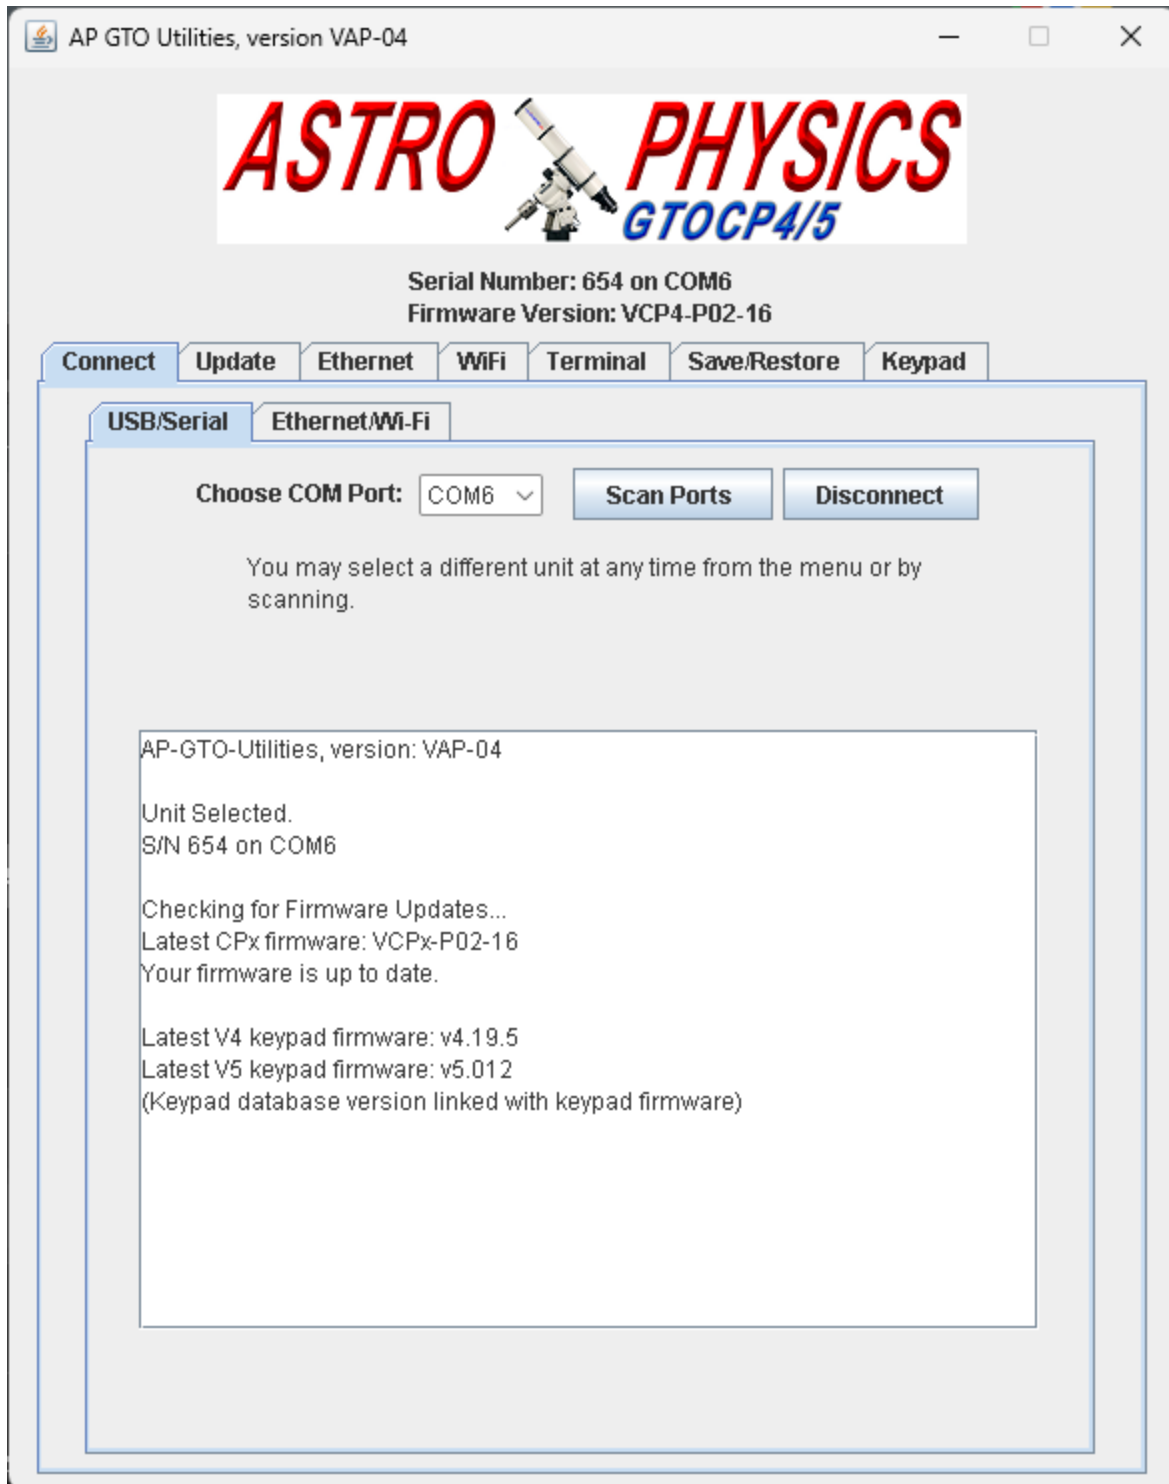 AP GTO Utilities, version VAP-04
ASTRO PHYSICS
GTOCP4/5
Serial Number: 654 on COM6
Firmware Version: VCP4-P02-16
Connect Update Ethernet WiFi Terminal Save/Restore Keypad
USB/Serial Ethernet/Wi-Fi
Choose COM Port: COM6 Scan Ports Disconnect
You may select a different unit at any time from the menu or by
scanning.
AP-GTO-Utilities, version: VAP-04
Unit Selected.
S/N 654 on COM6
Checking for Firmware Updates...
Latest CPx firmware: VCPx-P02-16
Your firmware is up to date.
Latest V4 keypad firmware: v4.19.5
Latest V5 keypad firmware: v5.012
(Keypad database version linked with keypad firmware)